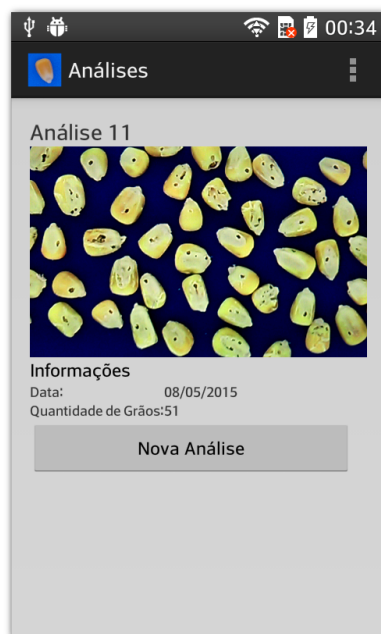 00:34
Análises
Análise 11
Informações
Data: 08/05/2015
Quantidade de Grãos:51
Nova Análise